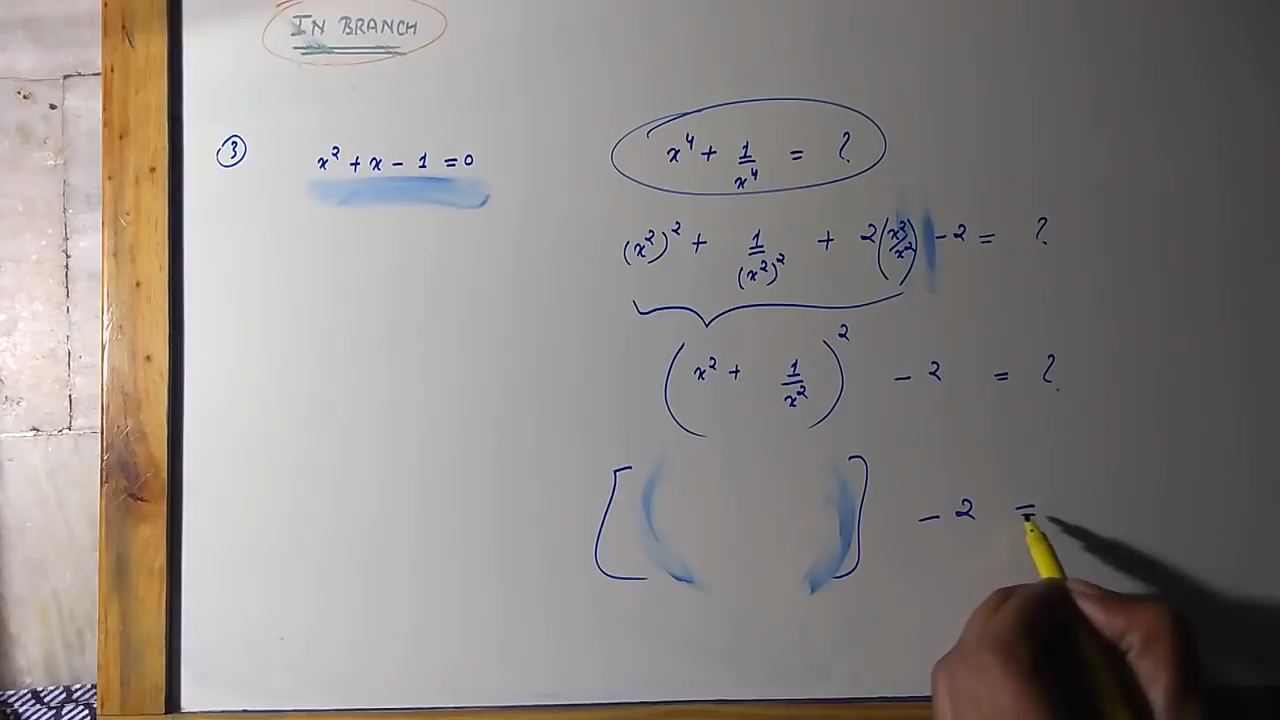 IN BRANCH
③ x² + x - 1 = 0
x⁴ + 1/x⁴ = ?
(x²)² + 1/(x²)² + 2(x²/x²) - 2 = ?
(x² + 1/x²)² - 2 = ?
[ ] - 2 =